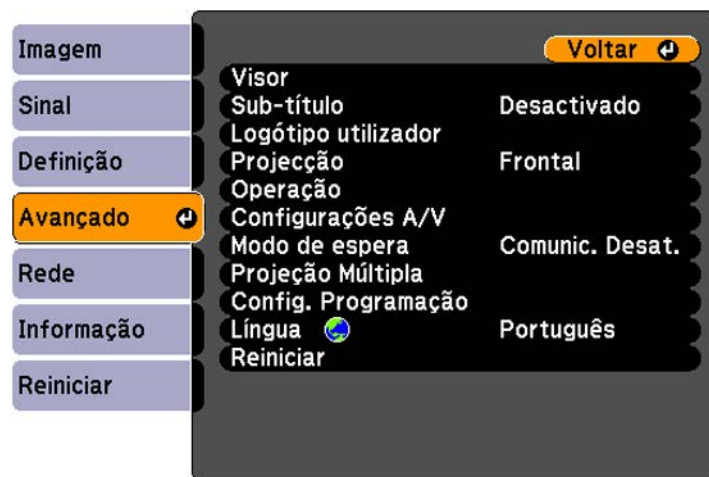 Imagem
Sinal
Definição
Avançado
Rede
Informação
Reiniciar
Voltar
Visor
Sub-título Desactivado
Logótipo utilizador
Projecção Frontal
Operação
Configurações A/V
Modo de espera Comunic. Desat.
Projeção Múltipla
Config. Programação
Língua Português
Reiniciar